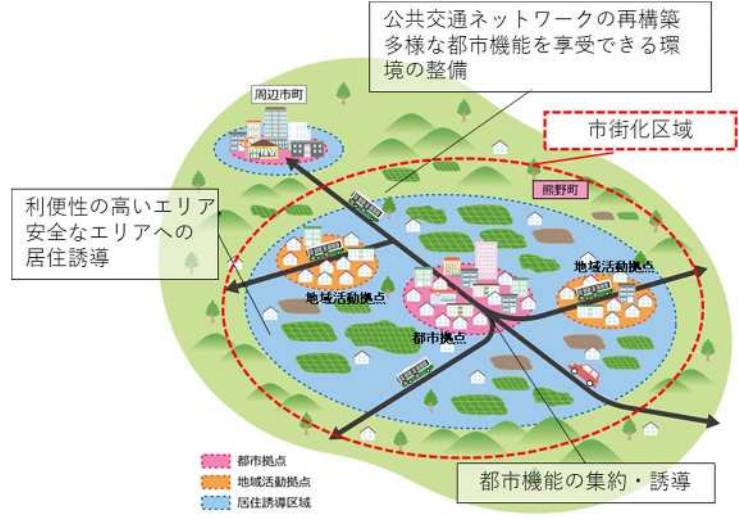 公共交通ネットワークの再構築
多様な都市機能を享受できる環
境の整備
周辺市町
市街化区域
熊野町
利便性の高いエリア
安全なエリアへの
居住誘導
地域活動拠点
地域活動拠点
都市拠点
都市機能の集約・誘導
都市拠点
地域活動拠点
居住誘導区域